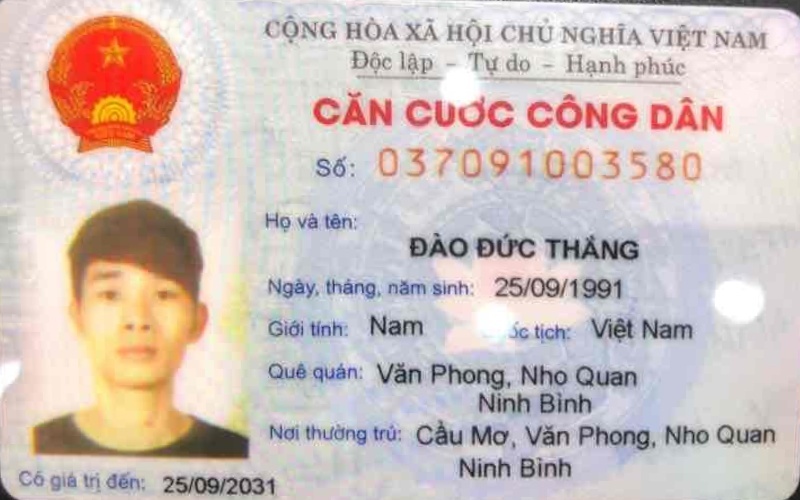 CỘNG HÒA XÃ HỘI CHỦ NGHĨA VIỆT NAM
Độc lập - Tự do - Hạnh phúc
CĂN CƯỚC CÔNG DÂN
Số: 037091003580
Họ và tên:
ĐÀO ĐỨC THẮNG
Ngày, tháng, năm sinh: 25/09/1991
Giới tính: Nam tịch: Việt Nam
Quê quán: Văn Phong, Nho Quan
Ninh Bình
Nơi thường trú: Cầu Mơ, Văn Phong, Nho Quan
Ninh Bình
Có giá trị đến: 25/09/2031